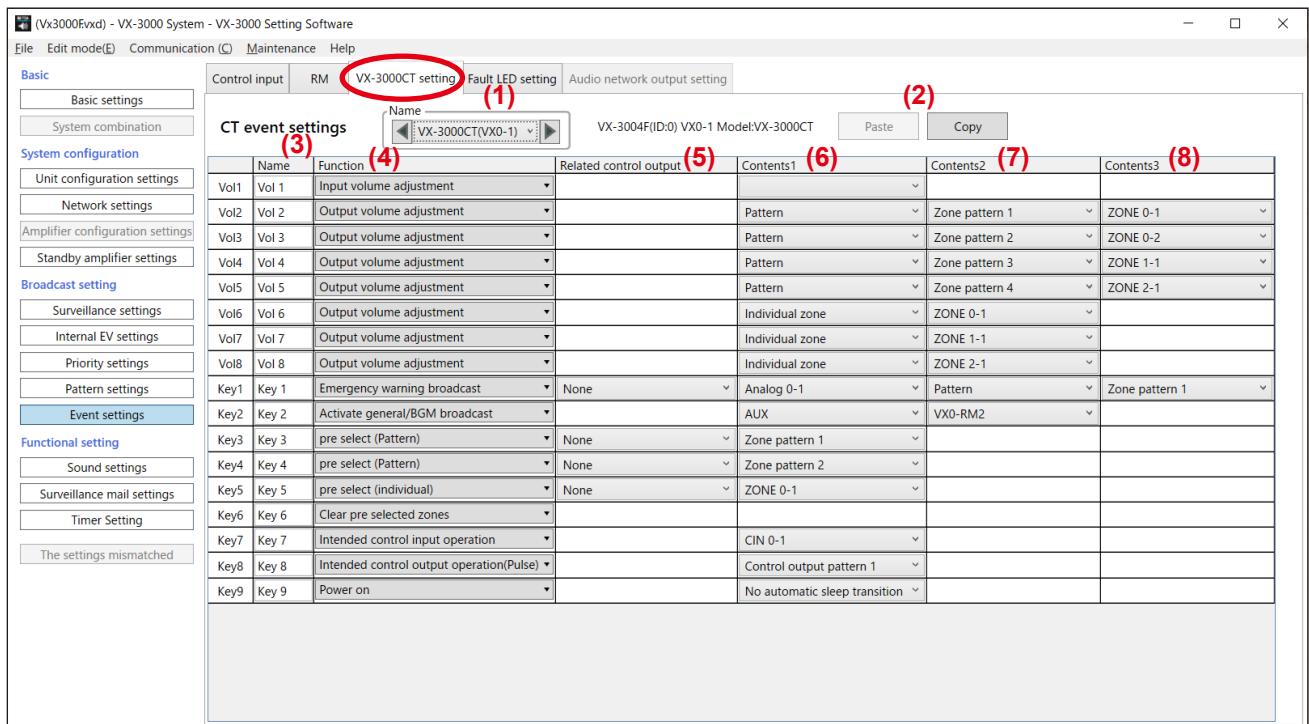 (Vx3000F.vxd) - VX-3000 System - VX-3000 Setting Software
File Edit mode(E) Communication (C) Maintenance Help
Basic
Basic settings
System combination
System configuration
Unit configuration settings
Network settings
Amplifier configuration settings
Standby amplifier settings
Broadcast setting
Surveillance settings
Internal EV settings
Priority settings
Pattern settings
Event settings
Functional setting
Sound settings
Surveillance mail settings
Timer Setting
The settings mismatched
Control input RM VX-3000CT setting Fault LED setting Audio network output setting
(1) (2)
CT event settings Name VX-3000CT(VX0-1) VX-3004F(ID:0) VX0-1 Model:VX-3000CT Paste Copy
(3) (4) (5) (6) (7) (8)
Name Function Related control output Contents1 Contents2 Contents3
Vol1 Vol 1 Input volume adjustment
Vol2 Vol 2 Output volume adjustment Pattern Zone pattern 1 ZONE 0-1
Vol3 Vol 3 Output volume adjustment Pattern Zone pattern 2 ZONE 0-2
Vol4 Vol 4 Output volume adjustment Pattern Zone pattern 3 ZONE 1-1
Vol5 Vol 5 Output volume adjustment Pattern Zone pattern 4 ZONE 2-1
Vol6 Vol 6 Output volume adjustment Individual zone ZONE 0-1
Vol7 Vol 7 Output volume adjustment Individual zone ZONE 1-1
Vol8 Vol 8 Output volume adjustment Individual zone ZONE 2-1
Key1 Key 1 Emergency warning broadcast None Analog 0-1 Pattern Zone pattern 1
Key2 Key 2 Activate general/BGM broadcast AUX VX0-RM2
Key3 Key 3 pre select (Pattern) None Zone pattern 1
Key4 Key 4 pre select (Pattern) None Zone pattern 2
Key5 Key 5 pre select (individual) None ZONE 0-1
Key6 Key 6 Clear pre selected zones
Key7 Key 7 Intended control input operation CIN 0-1
Key8 Key 8 Intended control output operation(Pulse) Control output pattern 1
Key9 Key 9 Power on No automatic sleep transition